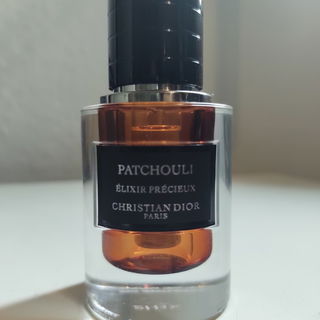 PATCHOULI
ÉLIXIR PRÉCIEUX
CHRISTIAN DIOR
PARIS